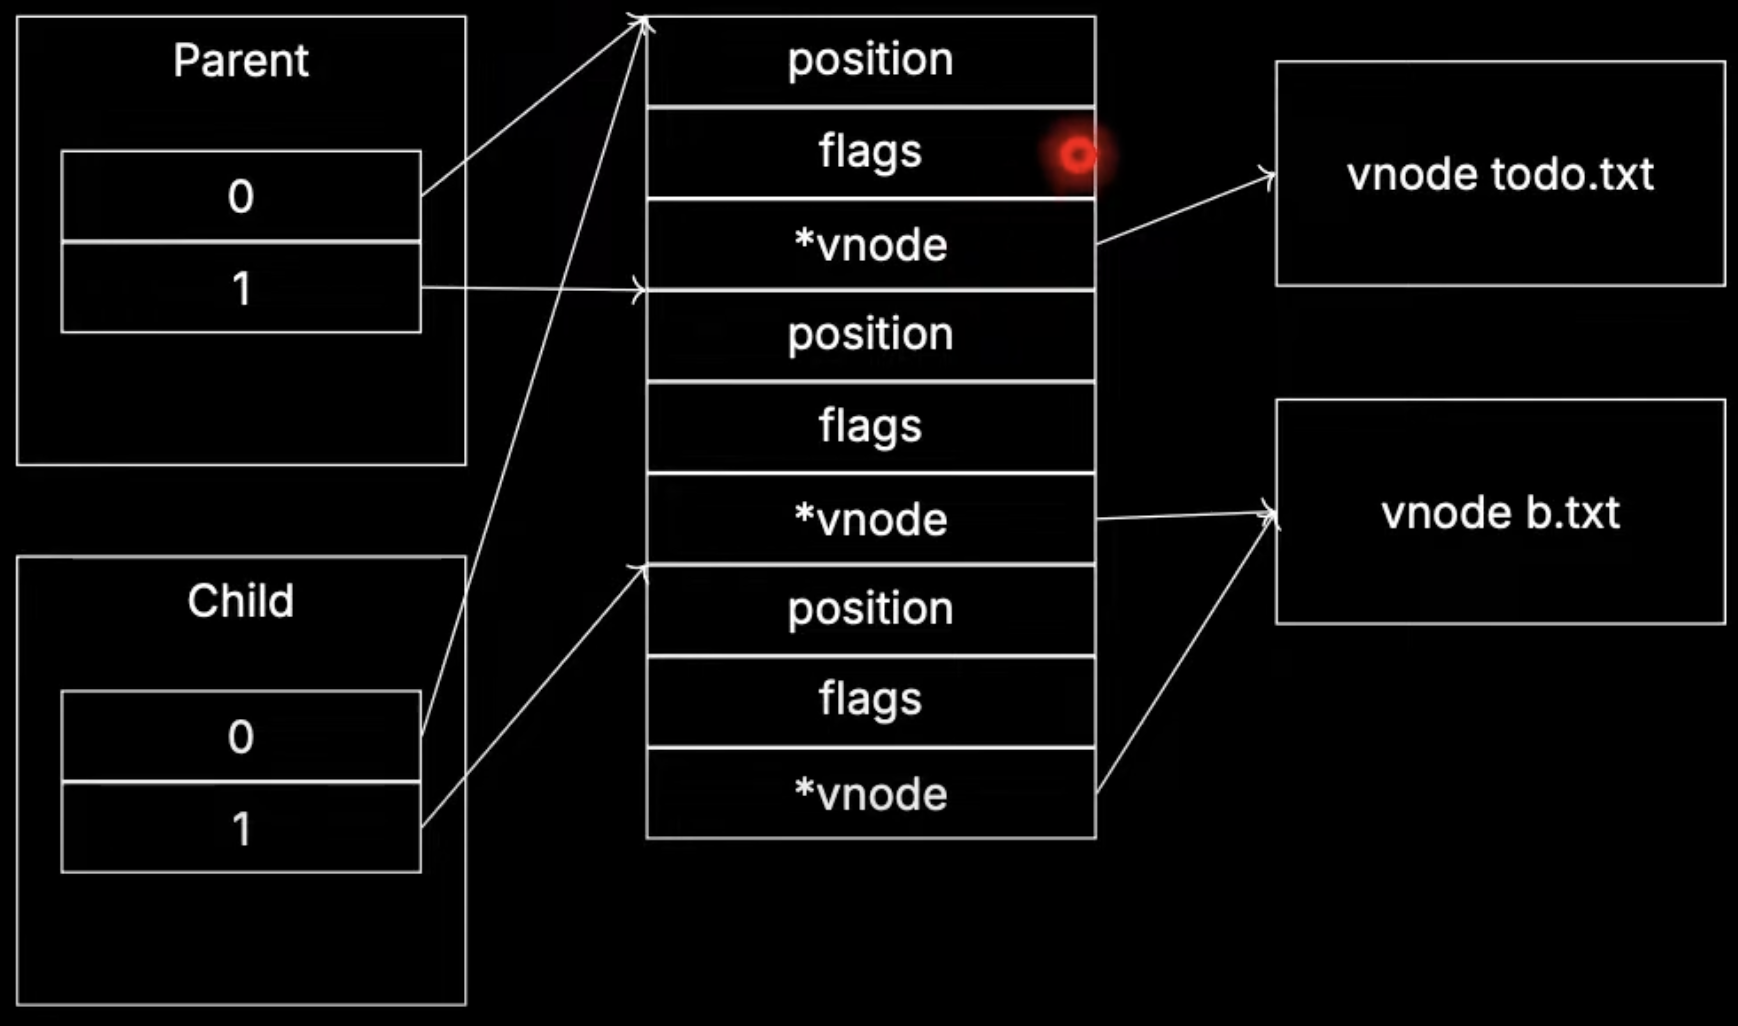 Parent
0
1
Child
0
1
position
flags
*vnode
position
flags
*vnode
position
flags
*vnode
vnode todo.txt
vnode b.txt